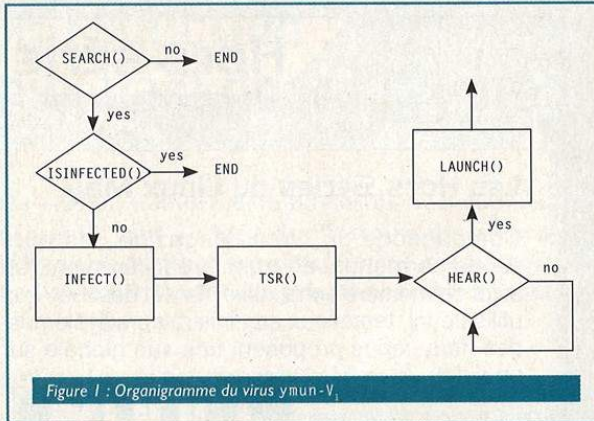 SEARCH()
no
END
yes
ISINFECTED()
yes
END
no
INFECT()
TSR()
HEAR()
no
yes
LAUNCH()
Figure 1 : Organigramme du virus ymun-V₁